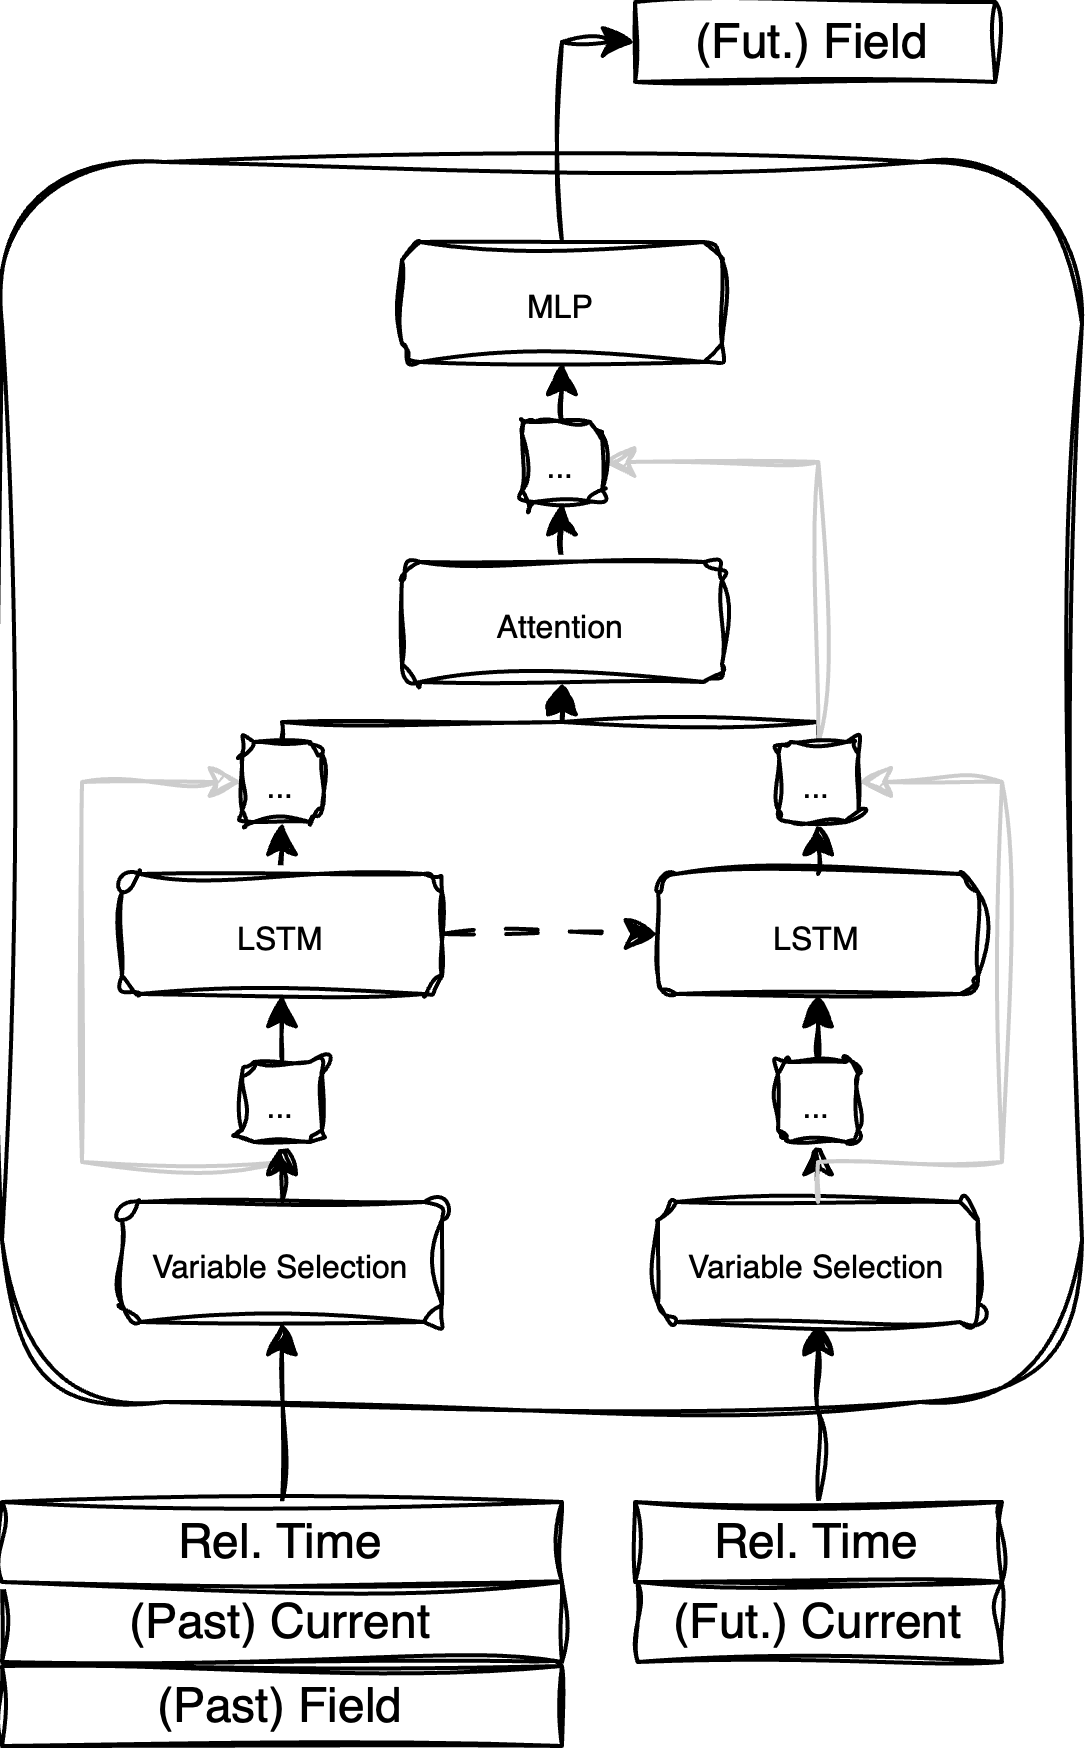 (Fut.) Field
MLP
...
Attention
...
...
LSTM
LSTM
...
...
Variable Selection
Variable Selection
Rel. Time
Rel. Time
(Past) Current
(Fut.) Current
(Past) Field